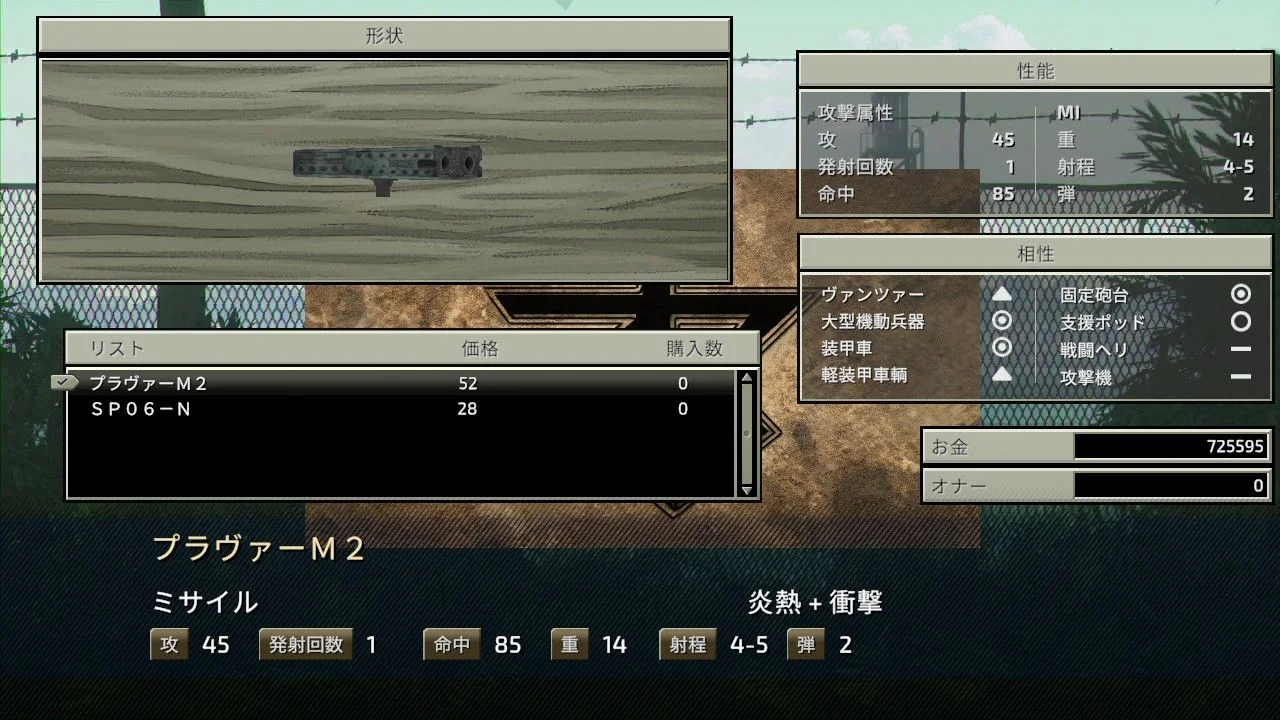 形状
性能
攻撃属性 MI
攻 45 重 14
発射回数 1 射程 4-5
命中 85 弾 2
相性
ヴァンツァー ▲ 固定砲台 ◎
大型機動兵器 ◎ 支援ポッド ○
装甲車 ◎ 戦闘ヘリ ー
軽装甲車輌 ▲ 攻撃機 ー
リスト 価格 購入数
プラヴァーM2 52 0
SP06-N 28 0
お金 725595
オナー 0
プラヴァーM2
ミサイル 炎熱+衝撃
攻 45 発射回数 1 命中 85 重 14 射程 4-5 弾 2